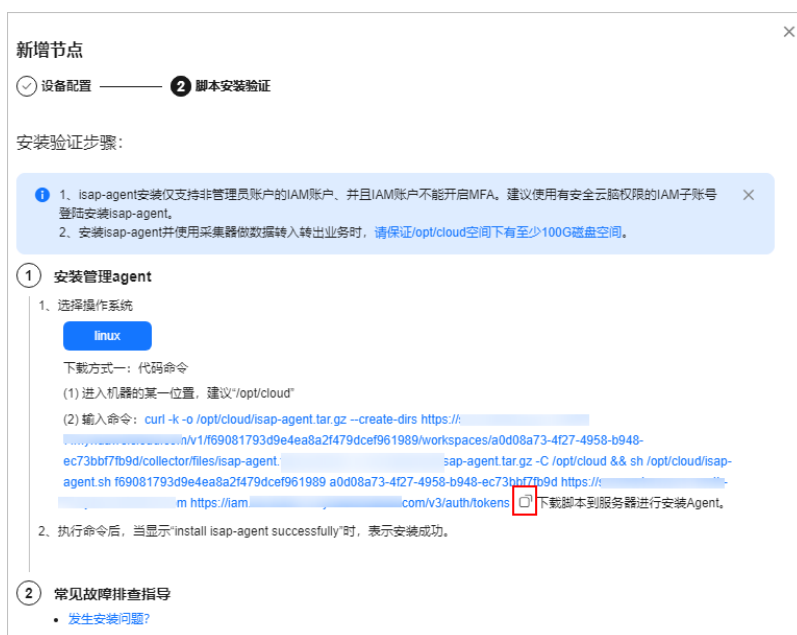 新增节点
设备配置 2 脚本安装验证
安装验证步骤：
1、isap-agent安装仅支持非管理员账户的IAM账户、并且IAM账户不能开启MFA。建议使用有安全云脑权限的IAM子账号
登陆安装isap-agent。
2、安装isap-agent并使用采集器做数据转入转出业务时，请保证/opt/cloud空间下有至少100G磁盘空间。
1 安装管理agent
1、选择操作系统
linux
下载方式一：代码命令
(1) 进入机器的某一位置，建议“/opt/cloud”
(2) 输入命令：curl -k -o /opt/cloud/isap-agent.tar.gz --create-dirs https://
/v1/f69081793d9e4ea8a2f479dcef961989/workspaces/a0d08a73-4f27-4958-b948-
ec73bbf7fb9d/collector/files/isap-agent. sap-agent.tar.gz -C /opt/cloud && sh /opt/cloud/isap-
agent.sh f69081793d9e4ea8a2f479dcef961989 a0d08a73-4f27-4958-b948-ec73bbf7fb9d https://
m https://iam. com/v3/auth/tokens 下载脚本到服务器进行安装Agent。
2、执行命令后，当显示“install isap-agent successfully”时，表示安装成功。
2 常见故障排查指导
• 发生安装问题?